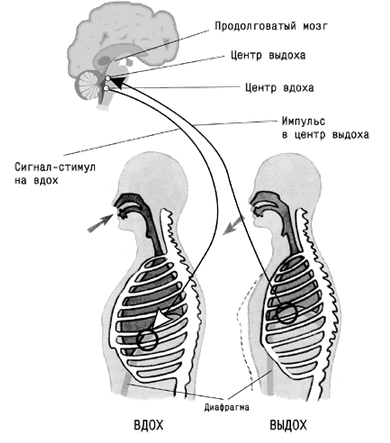 Продолговатый мозг
Центр выдоха
Центр вдоха
Импульс
в центр выдоха
Сигнал-стимул
на вдох
Диафрагма
ВДОХ
ВЫДОХ